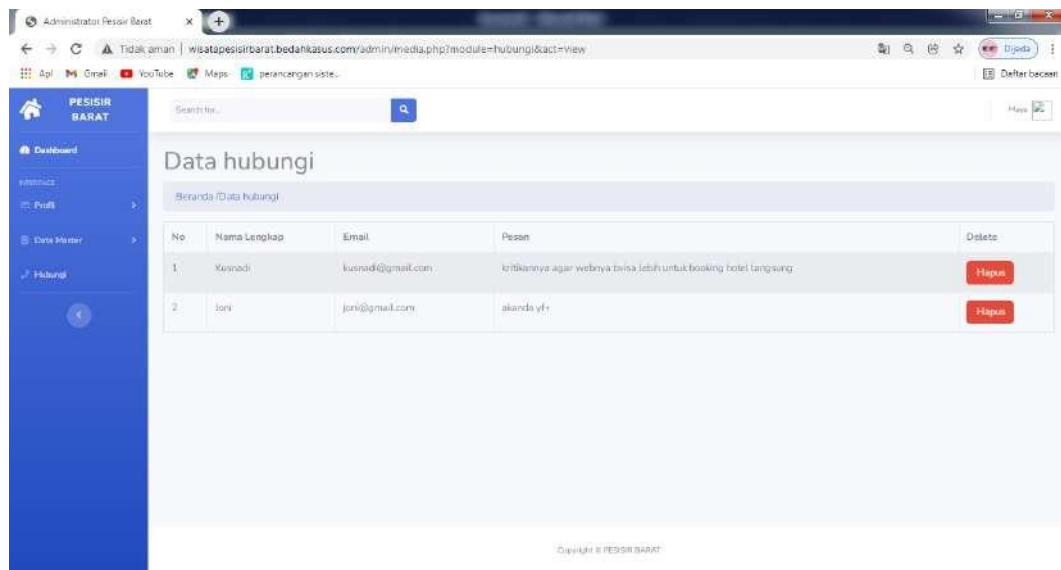 Administrator Pesisir Barat
Tidak aman | wisatapesisirbarat.bedahkasus.com/admin/media.php?module=hubungi&act=view
Dijeda
Apl Gmail YouTube Maps perancangan siste...
Daftar bacaan
PESISIR
BARAT
Search for...
Maya
Dashboard
INTERFACE
Profil
Data Master
Hubungi
Data hubungi
Beranda /Data hubungi
No Nama Lengkap Email Pesan Delete
1 Kusnadi kusnadi@gmail.com kritikannya agar webnya bisa lebih untuk booking hotel langsung Hapus
2 Joni joni@gmail.com Hapus
Copyright © PESISIR BARAT